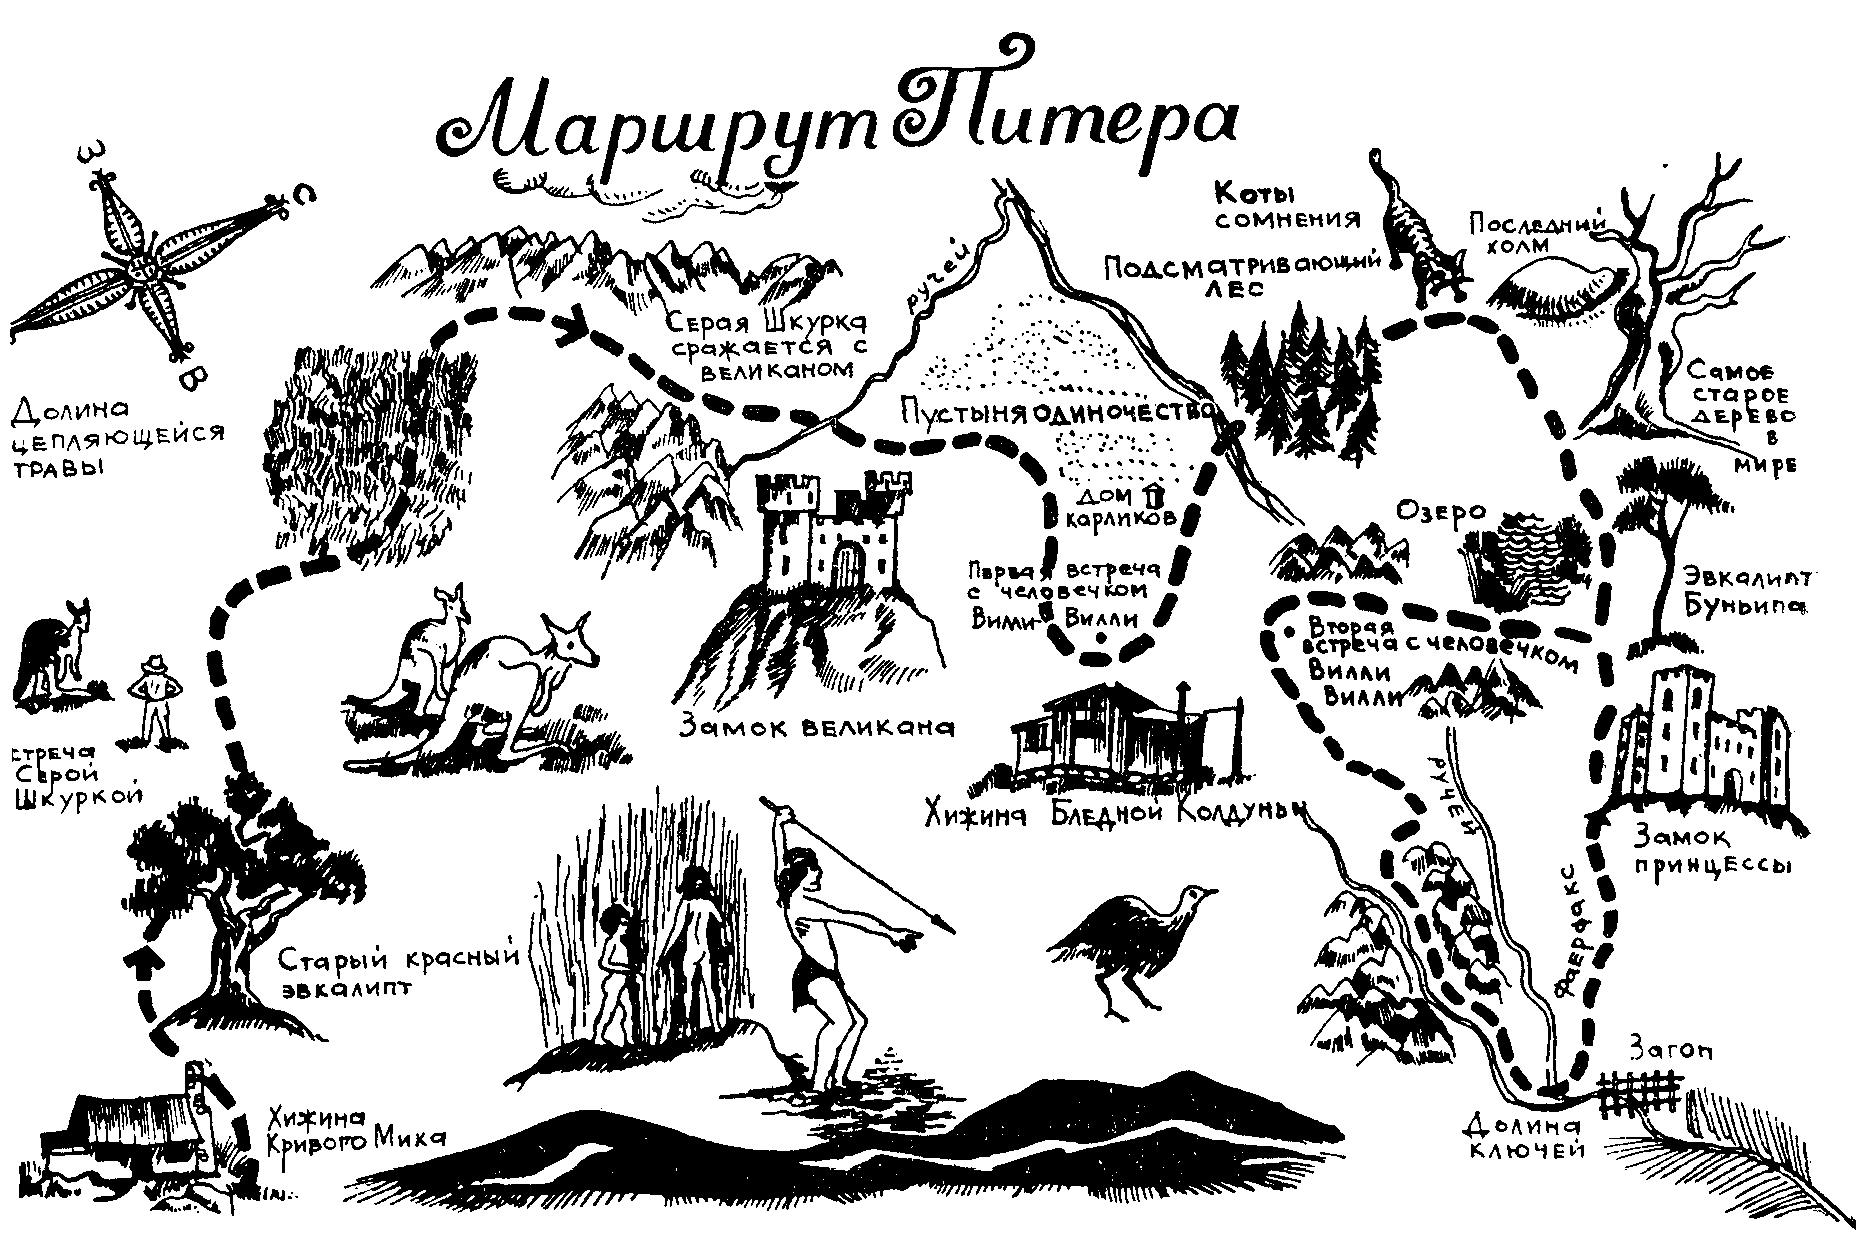 Маршрут Питера
З
С
В
Долина
цепляющейся
травы
Серая Шкурка
сражается с
великаном
ручей
Коты
сомнения
Подсматривающий
лес
Последний
холм
Самое
старое
дерево
в
мире
Пустыня одиночества
Дом
карликов
Первая встреча
с человечком
Вилли
Вилли
Озеро
Эвкалипт
Буньипа
Вторая
встреча с человечком
Вилли
Вилли
стреча
Серой
Шкуркой
Замок великана
Хижина Бледной Колдуньи
ручей
Замок
принцессы
Фаерфакс
Старый красный
эвкалипт
Хижина
Кривого Мика
Загон
Долина
ключей